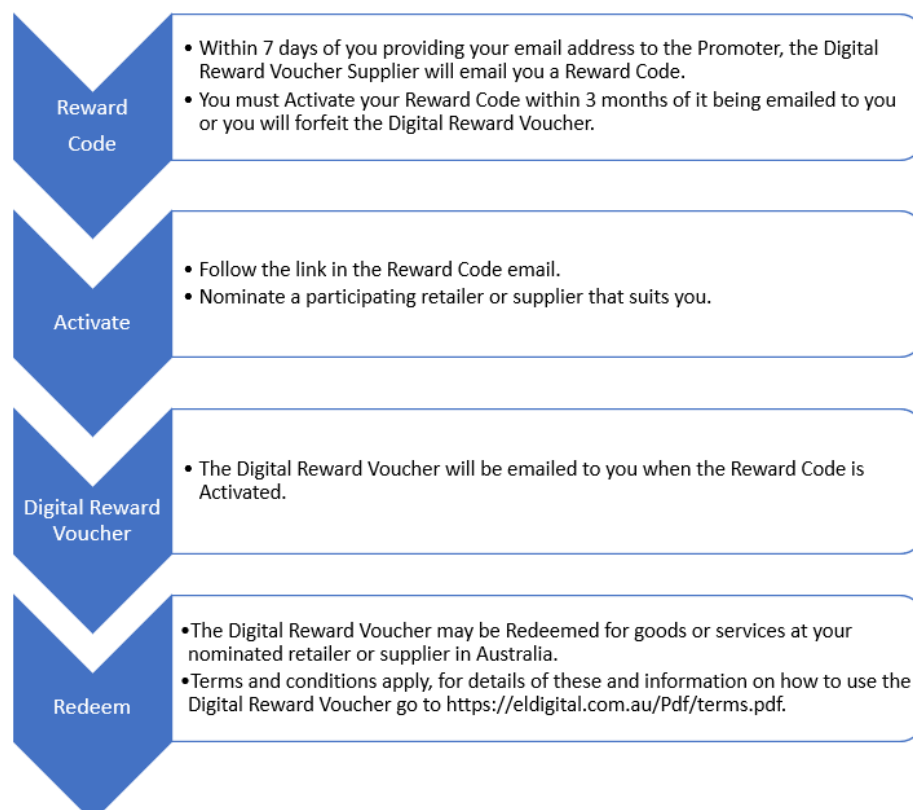 Reward
Code
• Within 7 days of you providing your email address to the Promoter, the Digital
Reward Voucher Supplier will email you a Reward Code.
• You must Activate your Reward Code within 3 months of it being emailed to you
or you will forfeit the Digital Reward Voucher.
Activate
• Follow the link in the Reward Code email.
• Nominate a participating retailer or supplier that suits you.
Digital Reward
Voucher
• The Digital Reward Voucher will be emailed to you when the Reward Code is
Activated.
Redeem
•The Digital Reward Voucher may be Redeemed for goods or services at your
nominated retailer or supplier in Australia.
•Terms and conditions apply, for details of these and information on how to use the
Digital Reward Voucher go to https://eldigital.com.au/Pdf/terms.pdf.